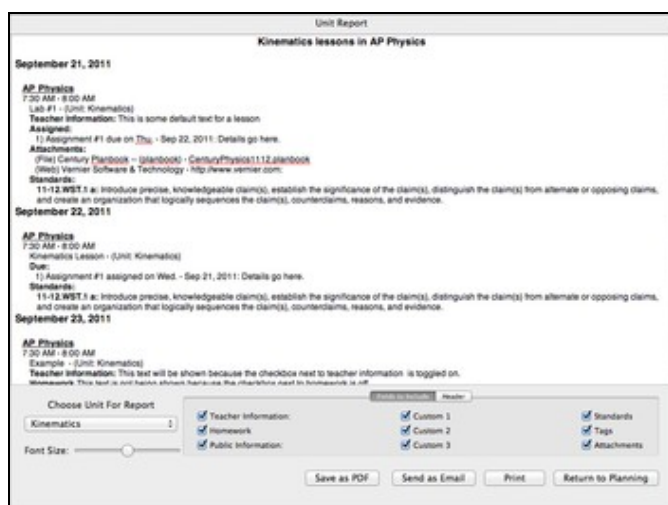 Unit Report
Kinematics lessons in AP Physics
September 21, 2011
AP Physics
7:30 AM - 8:00 AM
Lab #1 - (Unit: Kinematics)
Teacher Information: This is some default text for a lesson
Assigned:
1) Assignment #1 due on Thu. - Sep 22, 2011: Details go here.
Attachments:
(File) Century Planbook -- (planbook) - CenturyPhysics1112.planbook
(Web) Vernier Software & Technology - http://www.vernier.com:
Standards:
11-12.WST.1 a: Introduce precise, knowledgeable claim(s), establish the significance of the claim(s), distinguish the claim(s) from alternate or opposing claims,
and create an organization that logically sequences the claim(s), counterclaims, reasons, and evidence.
September 22, 2011
AP Physics
7:30 AM - 8:00 AM
Kinematics Lesson - (Unit: Kinematics)
Due:
1) Assignment #1 assigned on Wed. - Sep 21, 2011: Details go here.
Standards:
11-12.WST.1 a: Introduce precise, knowledgeable claim(s), establish the significance of the claim(s), distinguish the claim(s) from alternate or opposing claims,
and create an organization that logically sequences the claim(s), counterclaims, reasons, and evidence.
September 23, 2011
AP Physics
7:30 AM - 8:00 AM
Example - (Unit: Kinematics)
Teacher Information: This text will be shown because the checkbox next to teacher information is toggled on.
Homework This text is not being shown because the checkbox next to homework is off
Fields to Include Header
Choose Unit For Report
Kinematics
Font Size:
Teacher Information: Custom 1 Standards
Homework Custom 2 Tags
Public Information: Custom 3 Attachments
Save as PDF Send as Email Print Return to Planning